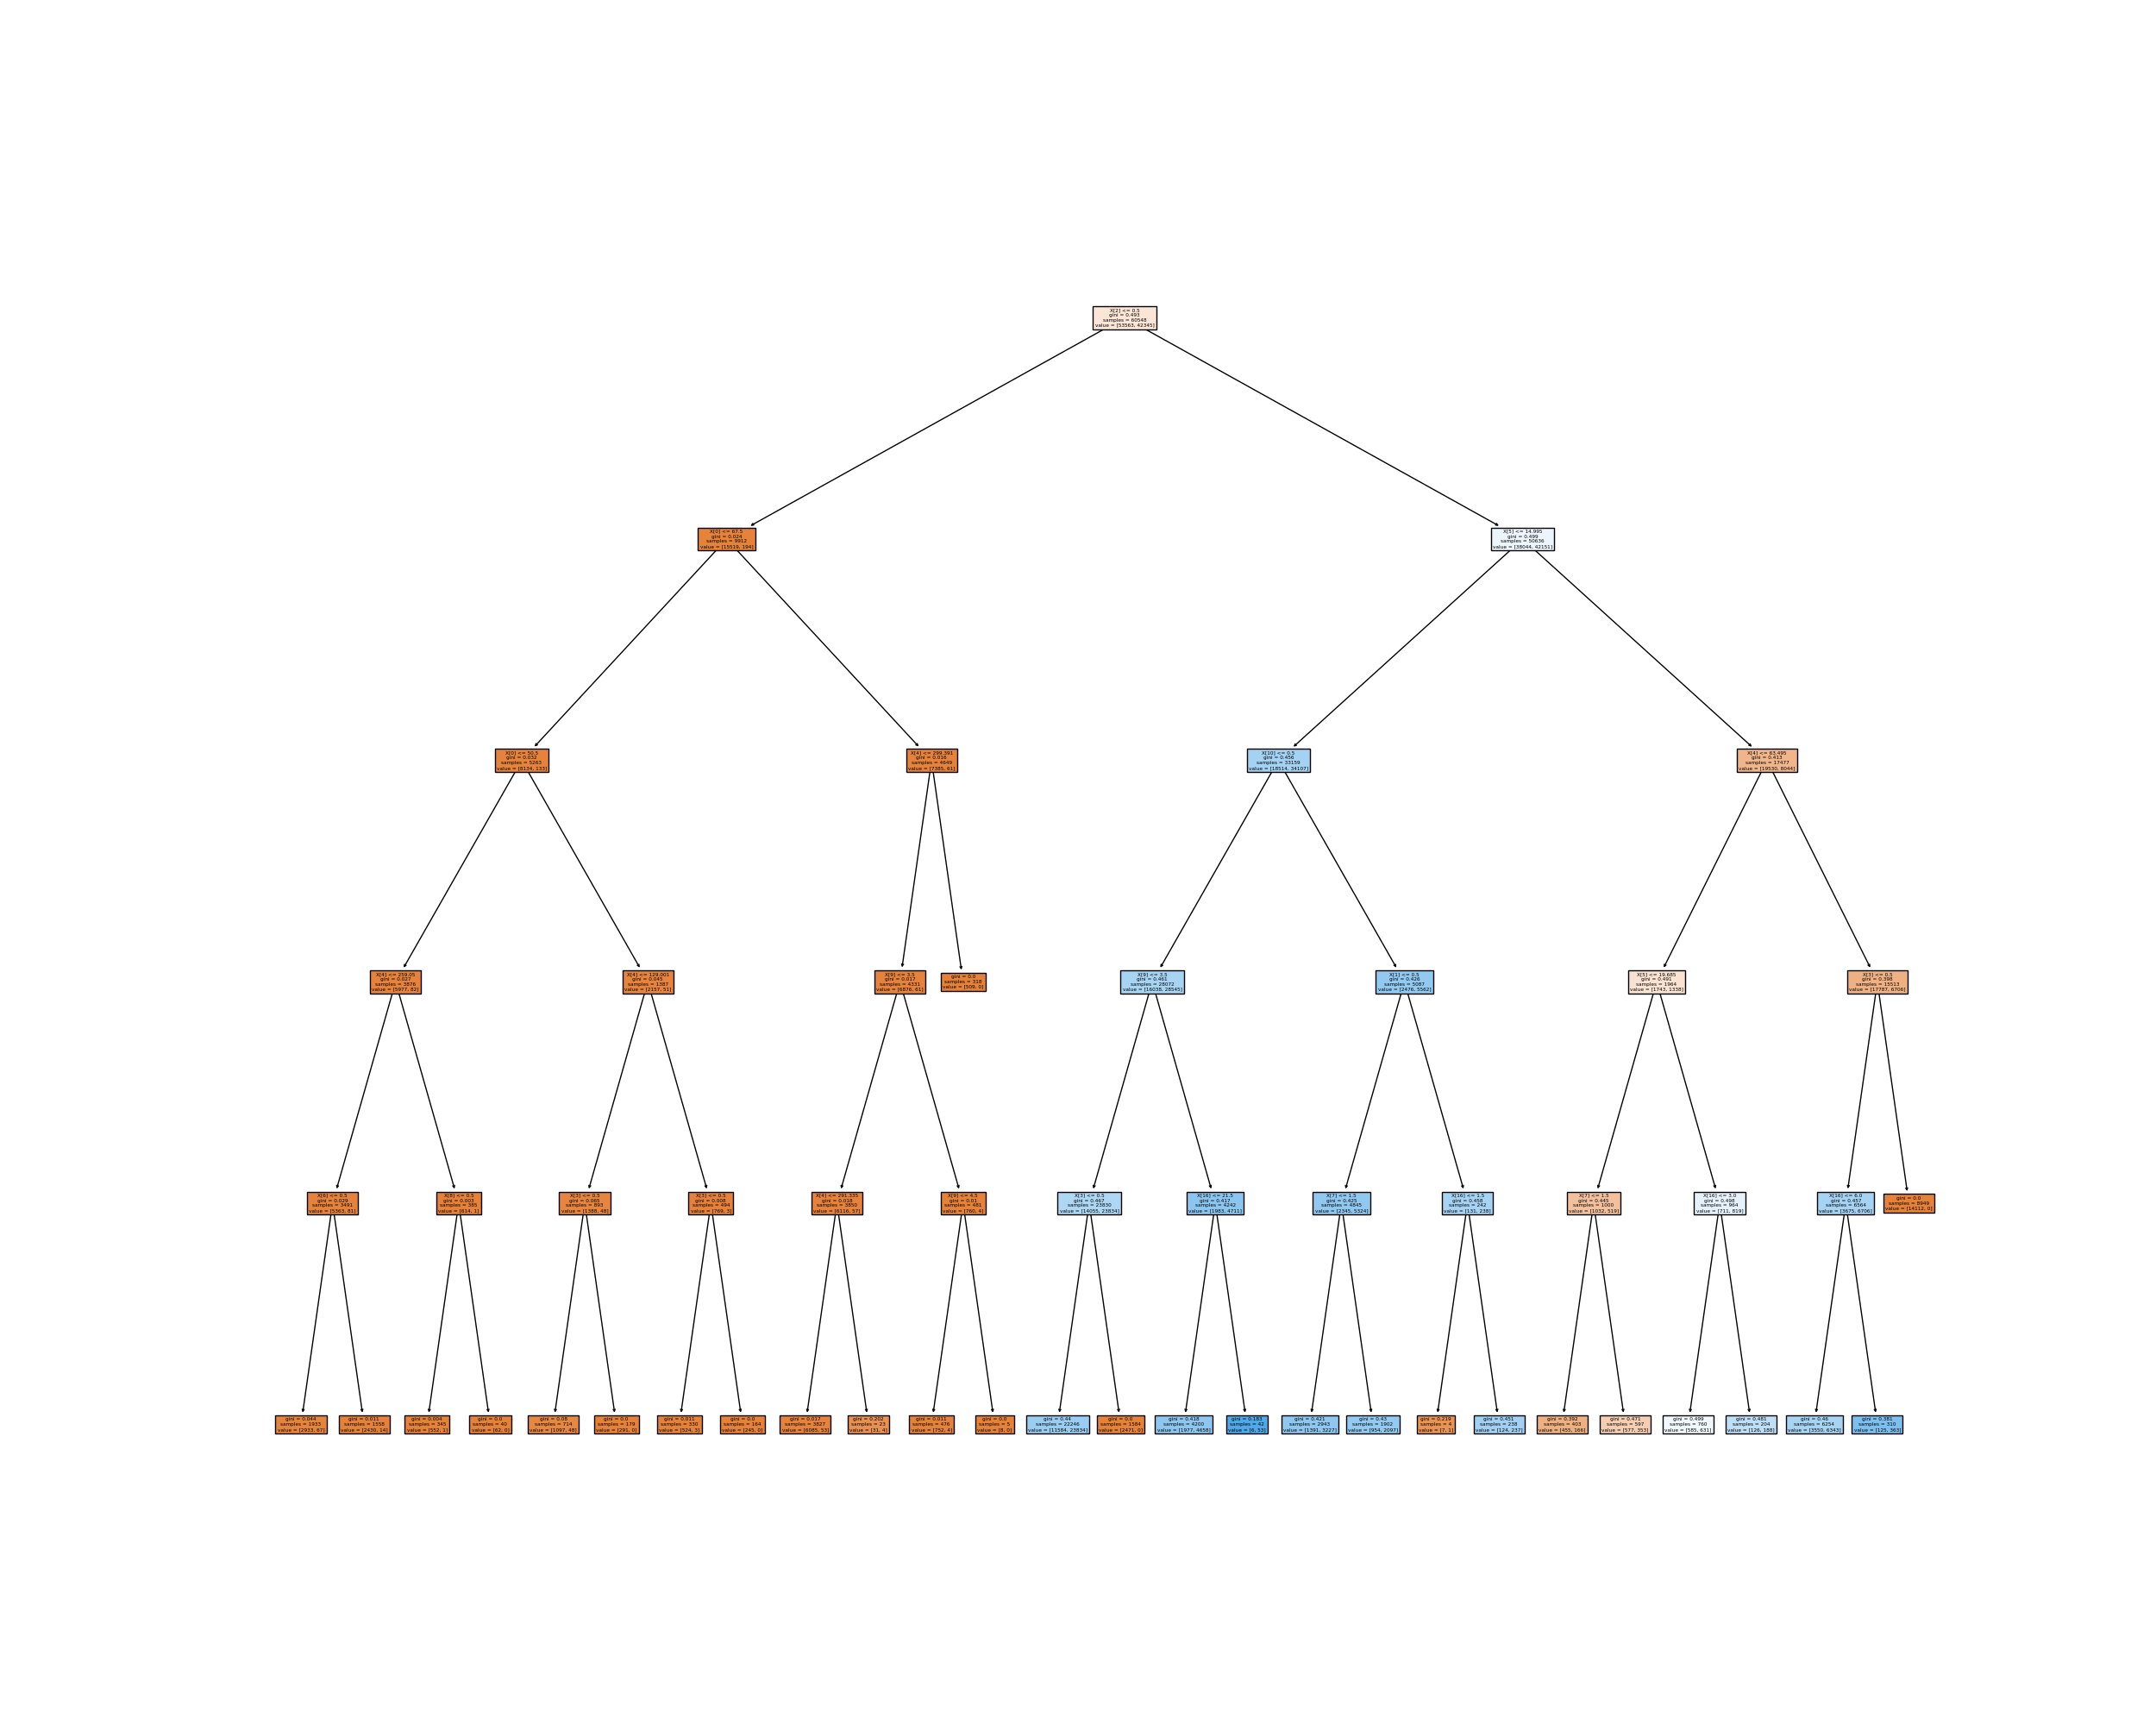 X[2] <= 0.5
gini = 0.493
samples = 60548
value = [53563, 42345]
X[0] <= 67.5
gini = 0.024
samples = 9912
value = [15519, 194]
X[5] <= 14.995
gini = 0.499
samples = 50636
value = [38044, 42151]
X[0] <= 50.5
gini = 0.032
samples = 5263
value = [8134, 133]
X[4] <= 299.391
gini = 0.016
samples = 4649
value = [7385, 61]
X[10] <= 0.5
gini = 0.456
samples = 33159
value = [18514, 34107]
X[4] <= 63.495
gini = 0.413
samples = 17477
value = [19530, 8044]
X[4] <= 259.05
gini = 0.027
samples = 3876
value = [5977, 82]
X[4] <= 129.901
gini = 0.045
samples = 1387
value = [2157, 51]
X[9] <= 3.5
gini = 0.017
samples = 4331
value = [6876, 61]
gini = 0.0
samples = 318
value = [509, 0]
X[9] <= 3.5
gini = 0.461
samples = 28072
value = [16038, 28545]
X[1] <= 0.5
gini = 0.426
samples = 5087
value = [2476, 5562]
X[5] <= 19.685
gini = 0.491
samples = 1964
value = [1743, 1338]
X[3] <= 0.5
gini = 0.398
samples = 15513
value = [17787, 6706]
X[6] <= 0.5
gini = 0.029
samples = 3491
value = [5363, 81]
X[8] <= 0.5
gini = 0.003
samples = 385
value = [614, 1]
X[3] <= 0.5
gini = 0.065
samples = 893
value = [1388, 48]
X[3] <= 0.5
gini = 0.008
samples = 494
value = [769, 3]
X[4] <= 281.335
gini = 0.018
samples = 3850
value = [6116, 57]
X[9] <= 4.5
gini = 0.01
samples = 481
value = [760, 4]
X[3] <= 0.5
gini = 0.467
samples = 23830
value = [14055, 23834]
X[16] <= 21.5
gini = 0.417
samples = 4242
value = [1983, 4711]
X[7] <= 1.5
gini = 0.425
samples = 4845
value = [2345, 5324]
X[16] <= 1.5
gini = 0.458
samples = 242
value = [131, 238]
X[7] <= 1.5
gini = 0.445
samples = 1000
value = [1032, 519]
X[16] <= 3.0
gini = 0.498
samples = 964
value = [711, 819]
X[16] <= 6.0
gini = 0.457
samples = 6564
value = [3675, 6706]
gini = 0.0
samples = 8949
value = [14112, 0]
gini = 0.044
samples = 1933
value = [2933, 67]
gini = 0.011
samples = 1558
value = [2430, 14]
gini = 0.004
samples = 345
value = [552, 1]
gini = 0.0
samples = 40
value = [62, 0]
gini = 0.08
samples = 714
value = [1097, 48]
gini = 0.0
samples = 179
value = [291, 0]
gini = 0.011
samples = 330
value = [524, 3]
gini = 0.0
samples = 164
value = [245, 0]
gini = 0.017
samples = 3827
value = [6085, 53]
gini = 0.202
samples = 23
value = [31, 4]
gini = 0.011
samples = 476
value = [752, 4]
gini = 0.0
samples = 5
value = [8, 0]
gini = 0.44
samples = 22246
value = [11584, 23834]
gini = 0.0
samples = 1584
value = [2471, 0]
gini = 0.418
samples = 4200
value = [1977, 4658]
gini = 0.183
samples = 42
value = [6, 53]
gini = 0.421
samples = 2943
value = [1391, 3227]
gini = 0.43
samples = 1902
value = [954, 2097]
gini = 0.219
samples = 4
value = [7, 1]
gini = 0.451
samples = 238
value = [124, 237]
gini = 0.392
samples = 403
value = [455, 166]
gini = 0.471
samples = 597
value = [577, 353]
gini = 0.499
samples = 760
value = [585, 631]
gini = 0.481
samples = 204
value = [126, 188]
gini = 0.46
samples = 6254
value = [3550, 6343]
gini = 0.381
samples = 310
value = [125, 363]